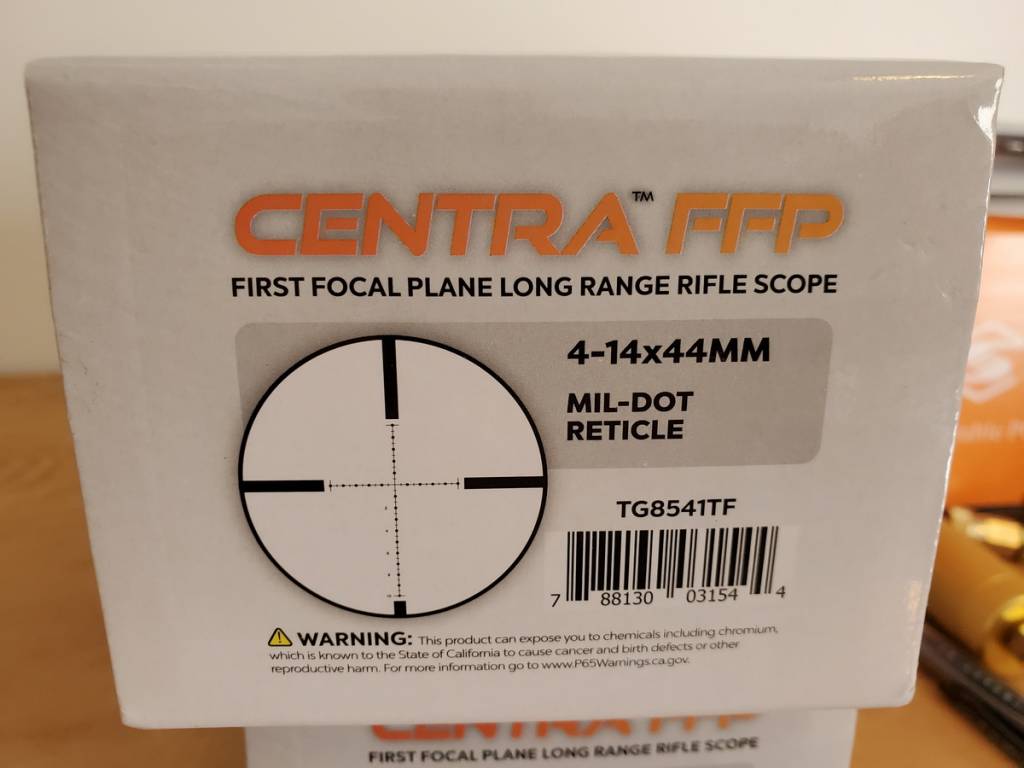 CENTRA™ FFP
FIRST FOCAL PLANE LONG RANGE RIFLE SCOPE
4-14x44MM
MIL-DOT
RETICLE
TG8541TF
7 88130 03154 4
WARNING: This product can expose you to chemicals including chromium,
which is known to the State of California to cause cancer and birth defects or other
reproductive harm. For more information go to www.P65Warnings.ca.gov.
CENTRA FFP
FIRST FOCAL PLANE LONG RANGE RIFLE SCOPE